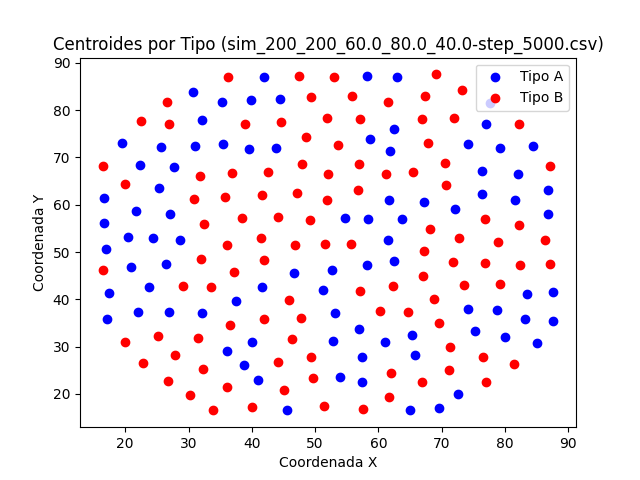 Centroides por Tipo (sim_200_200_60.0_80.0_40.0-step_5000.csv)
Tipo A
Tipo B
90
80
70
60
50
40
30
20
Coordenada Y
20 30 40 50 60 70 80 90
Coordenada X